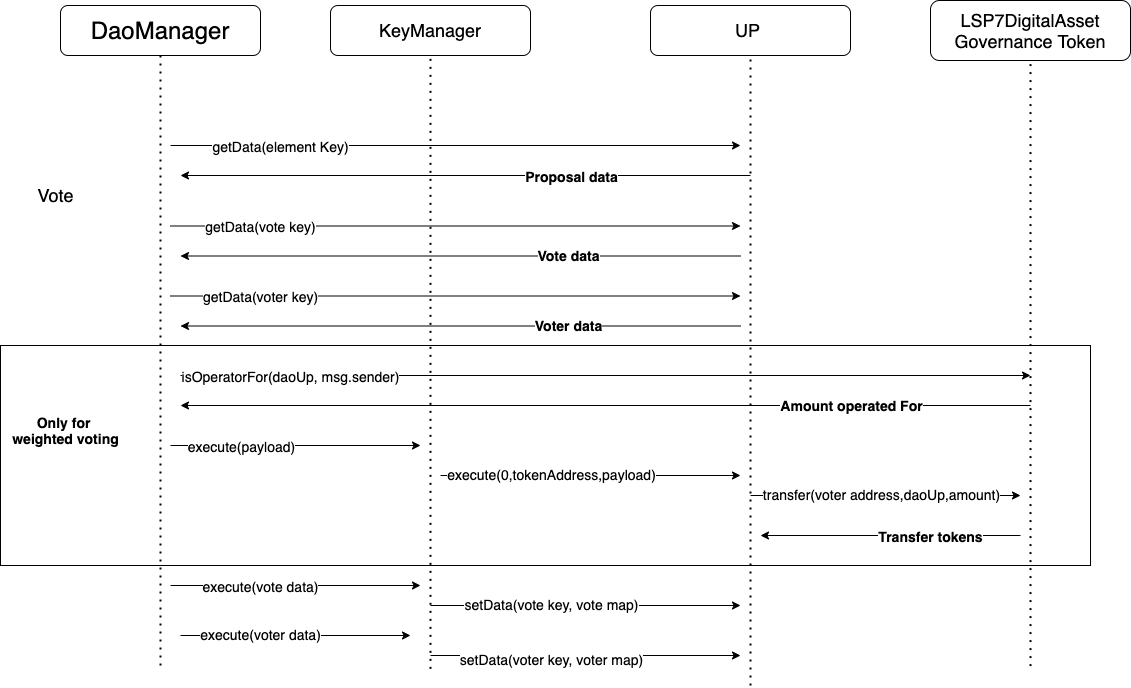 DaoManager
KeyManager
UP
LSP7DigitalAsset
Governance Token
getData(element Key)
Proposal data
Vote
getData(vote key)
Vote data
getData(voter key)
Voter data
isOperatorFor(daoUp, msg.sender)
Amount operated For
Only for
weighted voting
execute(payload)
execute(0,tokenAddress,payload)
transfer(voter address,daoUp,amount)
Transfer tokens
execute(vote data)
setData(vote key, vote map)
execute(voter data)
setData(voter key, voter map)